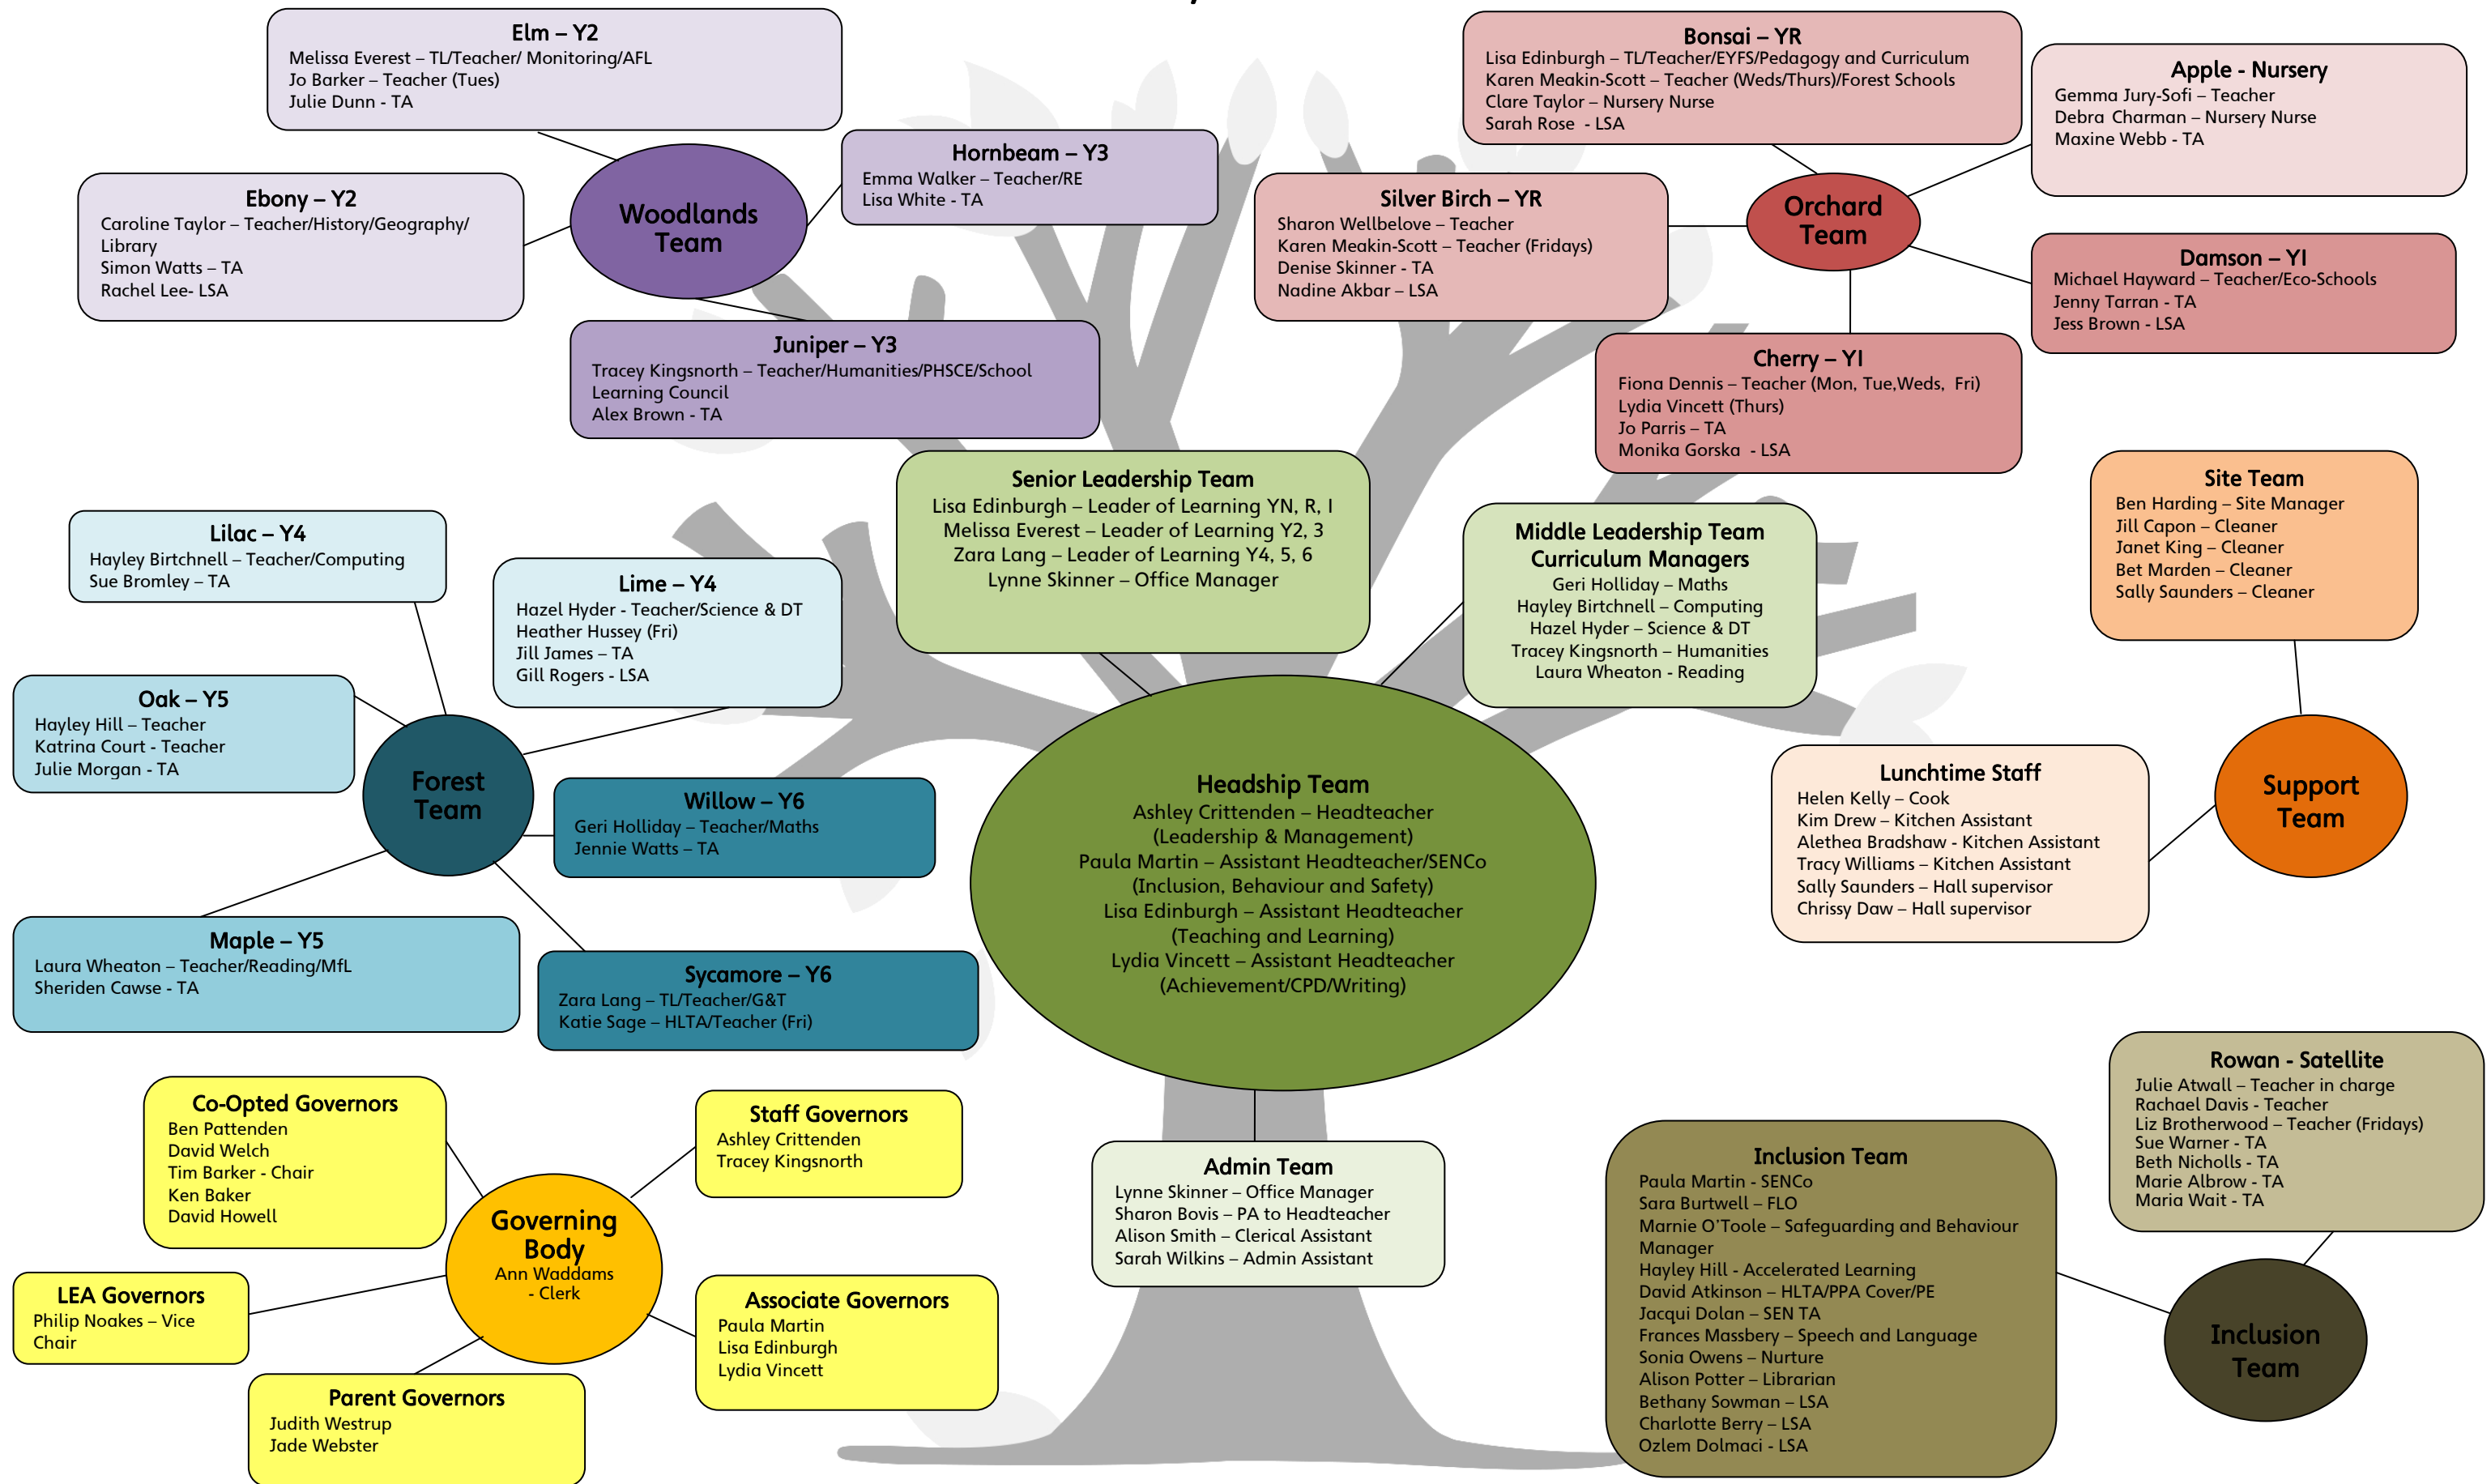 Elm – Y2
Melissa Everest – TL/Teacher/ Monitoring/AFL
Jo Barker – Teacher (Tues)
Julie Dunn - TA
Ebony – Y2
Caroline Taylor – Teacher/History/Geography/
Library
Simon Watts – TA
Rachel Lee- LSA
Woodlands
Team
Hornbeam – Y3
Emma Walker – Teacher/RE
Lisa White - TA
Juniper – Y3
Tracey Kingsnorth – Teacher/Humanities/PHSCE/School
Learning Council
Alex Brown - TA
Bonsai – YR
Lisa Edinburgh – TL/Teacher/EYFS/Pedagogy and Curriculum
Karen Meakin-Scott – Teacher (Weds/Thurs)/Forest Schools
Clare Taylor – Nursery Nurse
Sarah Rose  - LSA
Apple - Nursery
Gemma Jury-Sofi – Teacher
Debra  Charman – Nursery Nurse
Maxine Webb - TA
Silver Birch – YR
Sharon Wellbelove – Teacher
Karen Meakin-Scott – Teacher (Fridays)
Denise Skinner - TA
Nadine Akbar – LSA
Orchard
Team
Damson – Y1
Michael Hayward – Teacher/Eco-Schools
Jenny Tarran - TA
Jess Brown - LSA
Cherry – Y1
Fiona Dennis – Teacher (Mon, Tue,Weds,  Fri)
Lydia Vincett (Thurs)
Jo Parris – TA
Monika Gorska  - LSA
Senior Leadership Team
Lisa Edinburgh – Leader of Learning YN, R, 1
Melissa Everest – Leader of Learning Y2, 3
Zara Lang – Leader of Learning Y4, 5, 6
Lynne Skinner – Office Manager
Middle Leadership Team
Curriculum Managers
Geri Holliday – Maths
Hayley Birtchnell – Computing
Hazel Hyder – Science & DT
Tracey Kingsnorth – Humanities
Laura Wheaton - Reading
Site Team
Ben Harding – Site Manager
Jill Capon – Cleaner
Janet King – Cleaner
Bet Marden – Cleaner
Sally Saunders – Cleaner
Lilac – Y4
Hayley Birtchnell – Teacher/Computing
Sue Bromley – TA
Lime – Y4
Hazel Hyder - Teacher/Science & DT
Heather Hussey (Fri)
Jill James – TA
Gill Rogers - LSA
Oak – Y5
Hayley Hill – Teacher
Katrina Court - Teacher
Julie Morgan - TA
Forest
Team
Willow – Y6
Geri Holliday – Teacher/Maths
Jennie Watts – TA
Maple – Y5
Laura Wheaton – Teacher/Reading/MfL
Sheriden Cawse - TA
Sycamore – Y6
Zara Lang – TL/Teacher/G&T
Katie Sage – HLTA/Teacher (Fri)
Headship Team
Ashley Crittenden – Headteacher
(Leadership & Management)
Paula Martin – Assistant Headteacher/SENCo
(Inclusion, Behaviour and Safety)
Lisa Edinburgh – Assistant Headteacher
(Teaching and Learning)
Lydia Vincett – Assistant Headteacher
(Achievement/CPD/Writing)
Lunchtime Staff
Helen Kelly – Cook
Kim Drew – Kitchen Assistant
Alethea Bradshaw - Kitchen Assistant
Tracy Williams – Kitchen Assistant
Sally Saunders – Hall supervisor
Chrissy Daw – Hall supervisor
Support
Team
Co-Opted Governors
Ben Pattenden
David Welch
Tim Barker - Chair
Ken Baker
David Howell
Staff Governors
Ashley Crittenden
Tracey Kingsnorth
Governing
Body
Ann Waddams
- Clerk
LEA Governors
Philip Noakes – Vice
Chair
Associate Governors
Paula Martin
Lisa Edinburgh
Lydia Vincett
Parent Governors
Judith Westrup
Jade Webster
Admin Team
Lynne Skinner – Office Manager
Sharon Bovis – PA to Headteacher
Alison Smith – Clerical Assistant
Sarah Wilkins – Admin Assistant
Inclusion Team
Paula Martin - SENCo
Sara Burtwell – FLO
Marnie O'Toole – Safeguarding and Behaviour
Manager
Hayley Hill - Accelerated Learning
David Atkinson – HLTA/PPA Cover/PE
Jacqui Dolan – SEN TA
Frances Massbery – Speech and Language
Sonia Owens – Nurture
Alison Potter – Librarian
Bethany Sowman – LSA
Charlotte Berry – LSA
Ozlem Dolmaci - LSA
Rowan - Satellite
Julie Atwall – Teacher in charge
Rachael Davis - Teacher
Liz Brotherwood – Teacher (Fridays)
Sue Warner - TA
Beth Nicholls - TA
Marie Albrow - TA
Maria Wait - TA
Inclusion
Team